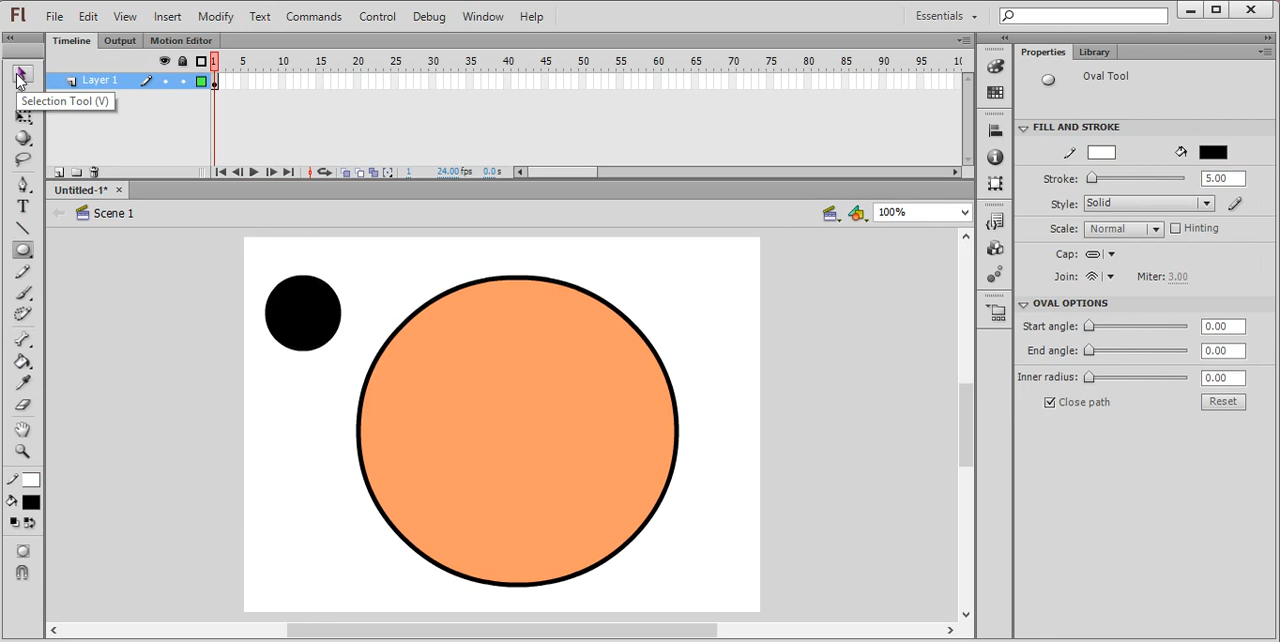 Fl File Edit View Insert Modify Text Commands Control Debug Window Help Essentials
Timeline Output Motion Editor
1 5 10 15 20 25 30 35 40 45 50 55 60 65 70 75 80 85 90 95 10
Layer 1
Selection Tool (V)
1 24.00 fps 0.0 s
Untitled-1*
Scene 1
100%
T
Properties Library
Oval Tool
FILL AND STROKE
Stroke: 5.00
Style: Solid
Scale: Normal Hinting
Cap:
Join: Miter: 3.00
OVAL OPTIONS
Start angle: 0.00
End angle: 0.00
Inner radius: 0.00
Close path Reset